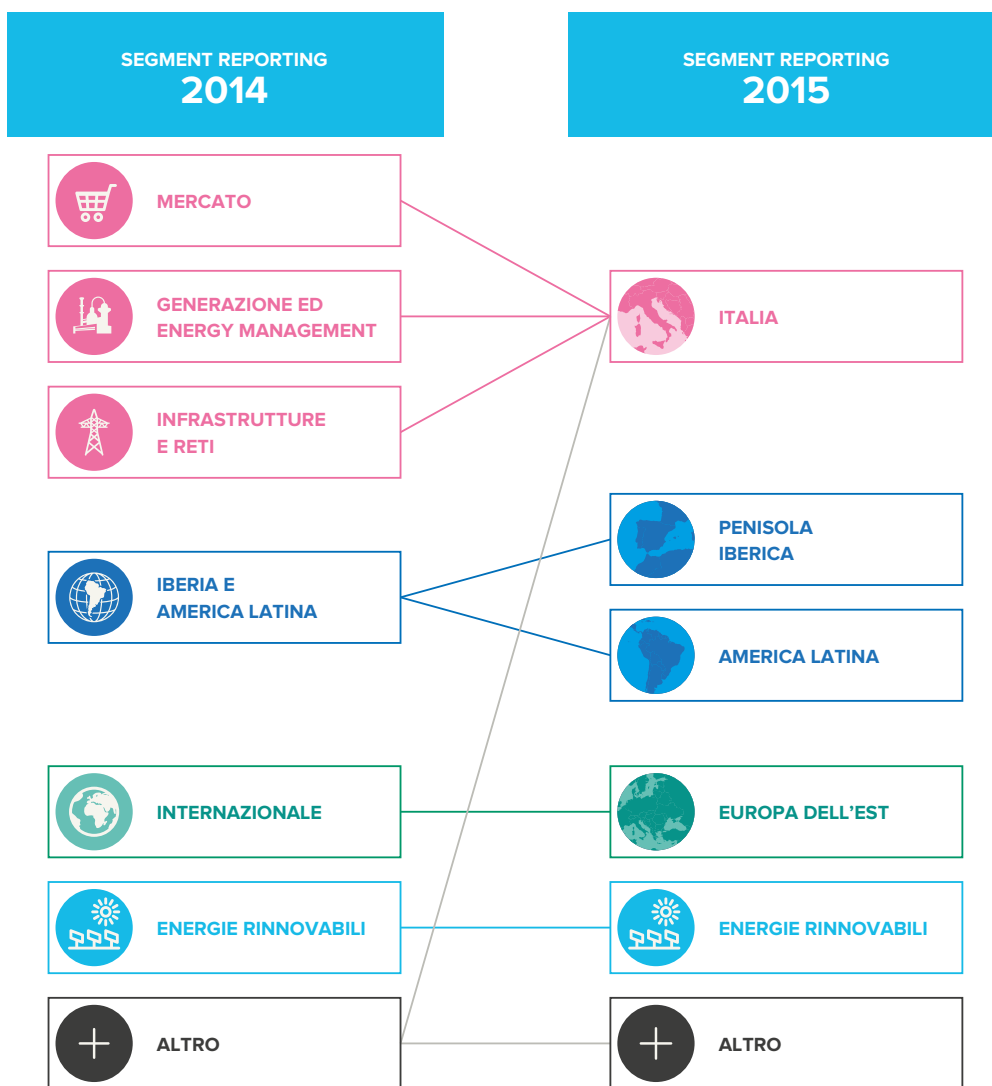 SEGMENT REPORTING
2014
SEGMENT REPORTING
2015
MERCATO
GENERAZIONE ED
ENERGY MANAGEMENT
ITALIA
INFRASTRUTTURE
E RETI
PENISOLA
IBERICA
IBERIA E
AMERICA LATINA
AMERICA LATINA
INTERNAZIONALE
EUROPA DELL’EST
ENERGIE RINNOVABILI
ENERGIE RINNOVABILI
ALTRO
ALTRO